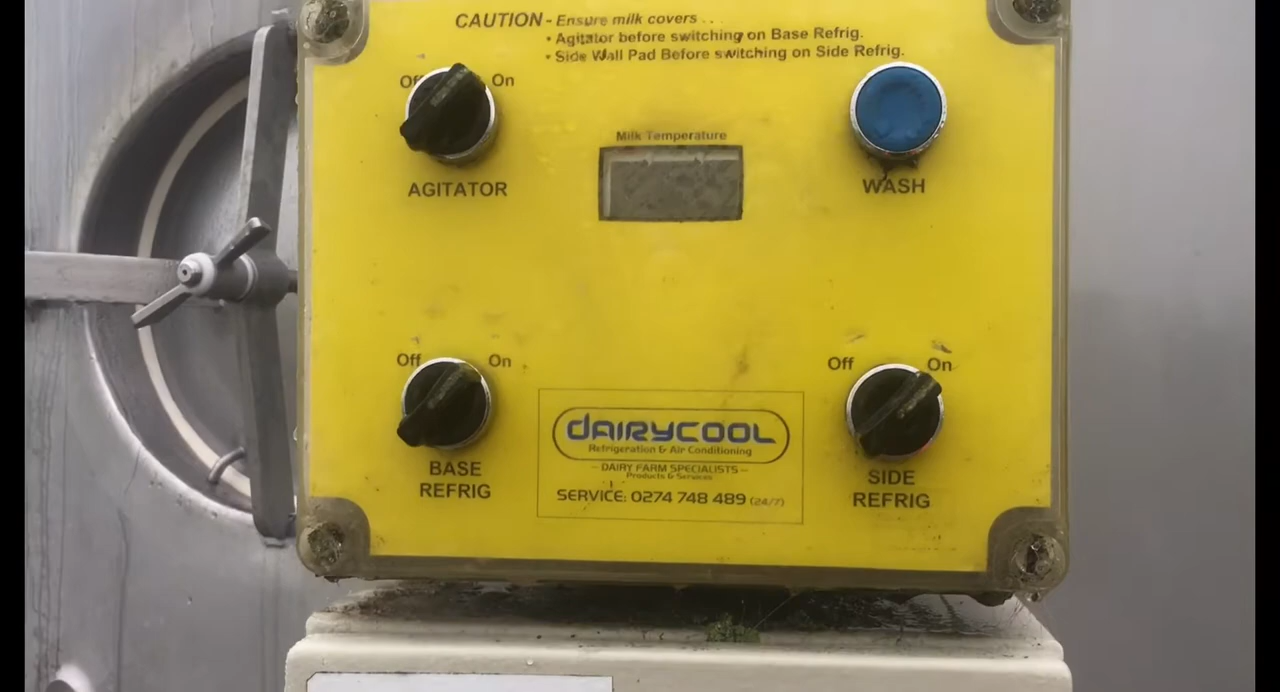 CAUTION - Ensure milk covers . . .
• Agitator before switching on Base Refrig.
• Side Wall Pad Before switching on Side Refrig.
Off On
AGITATOR
Milk Temperature
WASH
Off On
BASE
REFRIG
Off On
SIDE
REFRIG
DAIRYCOOL
Refrigeration & Air Conditioning
– DAIRY FARM SPECIALISTS –
Products & Services
SERVICE: 0274 748 489 (24/7)